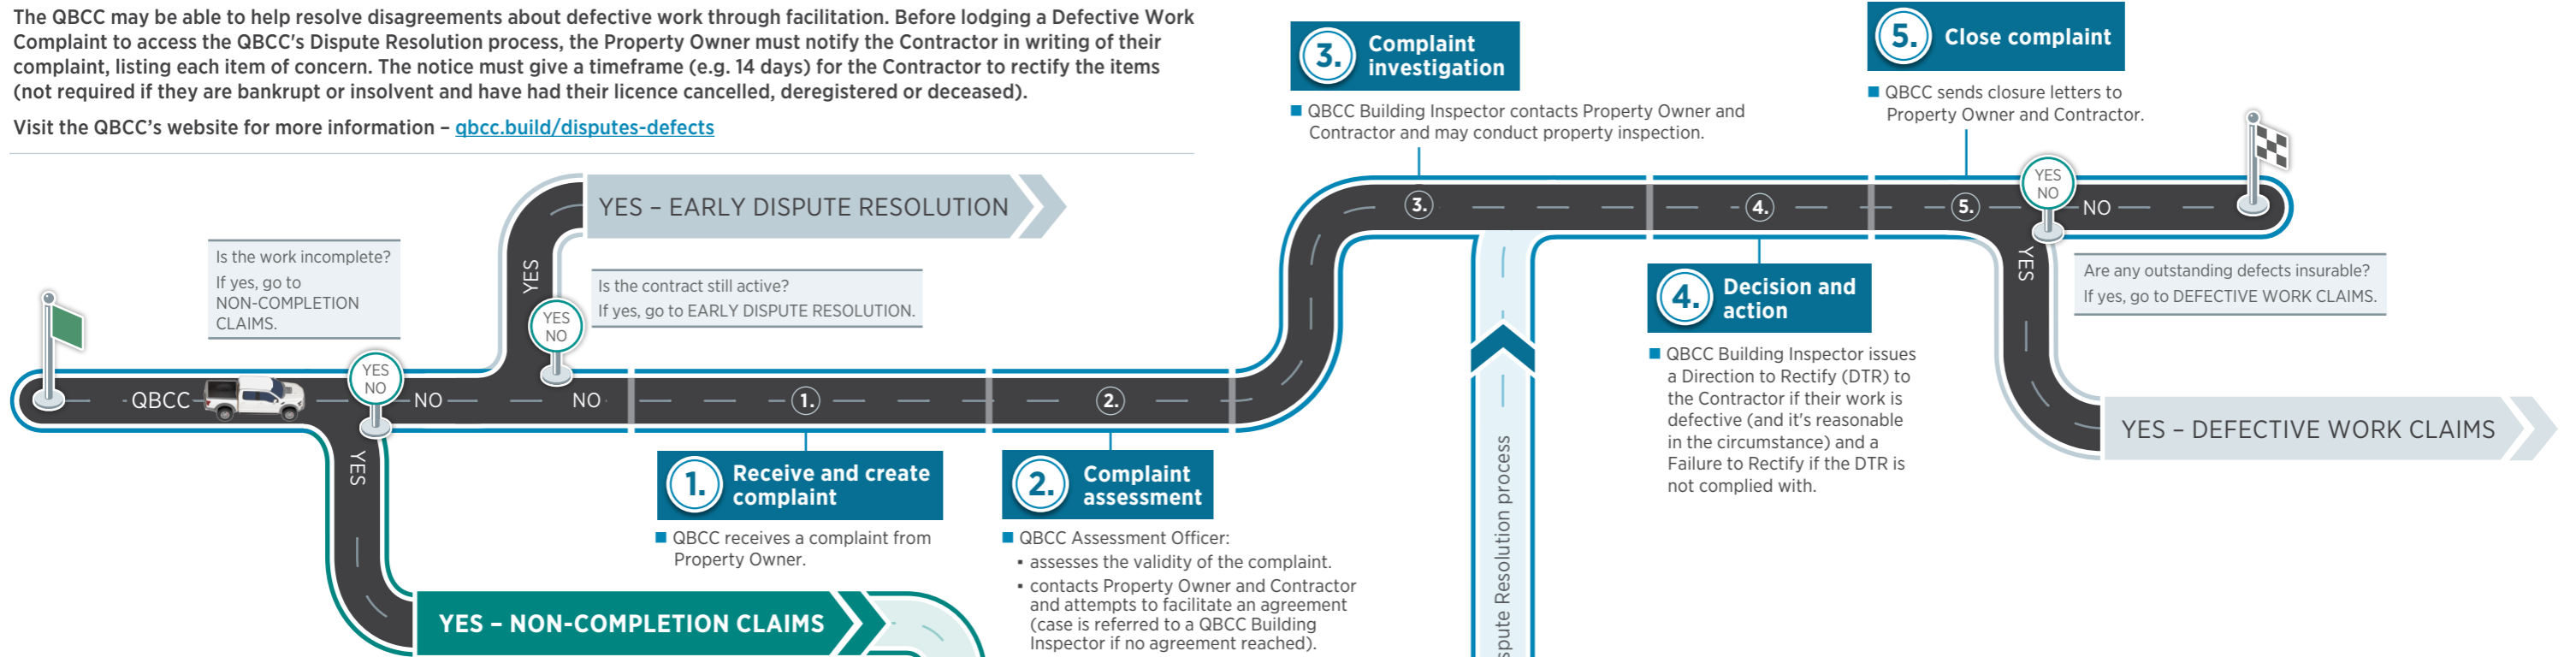 The QBCC may be able to help resolve disagreements about defective work through facilitation. Before lodging a Defective Work
Complaint to access the QBCC's Dispute Resolution process, the Property Owner must notify the Contractor in writing of their
complaint, listing each item of concern. The notice must give a timeframe (e.g. 14 days) for the Contractor to rectify the items
(not required if they are bankrupt or insolvent and have had their licence cancelled, deregistered or deceased).
Visit the QBCC's website for more information – qbcc.build/disputes-defects
QBCC
Is the work incomplete?
If yes, go to
NON-COMPLETION
CLAIMS.
YES
NO
NO
YES
YES – NON-COMPLETION CLAIMS
YES – EARLY DISPUTE RESOLUTION
YES
Is the contract still active?
If yes, go to EARLY DISPUTE RESOLUTION.
YES
NO
NO
1.
1.
Receive and create
complaint
■ QBCC receives a complaint from
Property Owner.
2.
2.
Complaint
assessment
■ QBCC Assessment Officer:
▪ assesses the validity of the complaint.
▪ contacts Property Owner and Contractor
and attempts to facilitate an agreement
(case is referred to a QBCC Building
Inspector if no agreement reached).
3.
Complaint
investigation
■ QBCC Building Inspector contacts Property Owner and
Contractor and may conduct property inspection.
3.
spute Resolution process
4.
4.
Decision and
action
■ QBCC Building Inspector issues
a Direction to Rectify (DTR) to
the Contractor if their work is
defective (and it's reasonable
in the circumstance) and a
Failure to Rectify if the DTR is
not complied with.
5.
Close complaint
■ QBCC sends closure letters to
Property Owner and Contractor.
5.
YES
NO
NO
YES
Are any outstanding defects insurable?
If yes, go to DEFECTIVE WORK CLAIMS.
YES – DEFECTIVE WORK CLAIMS